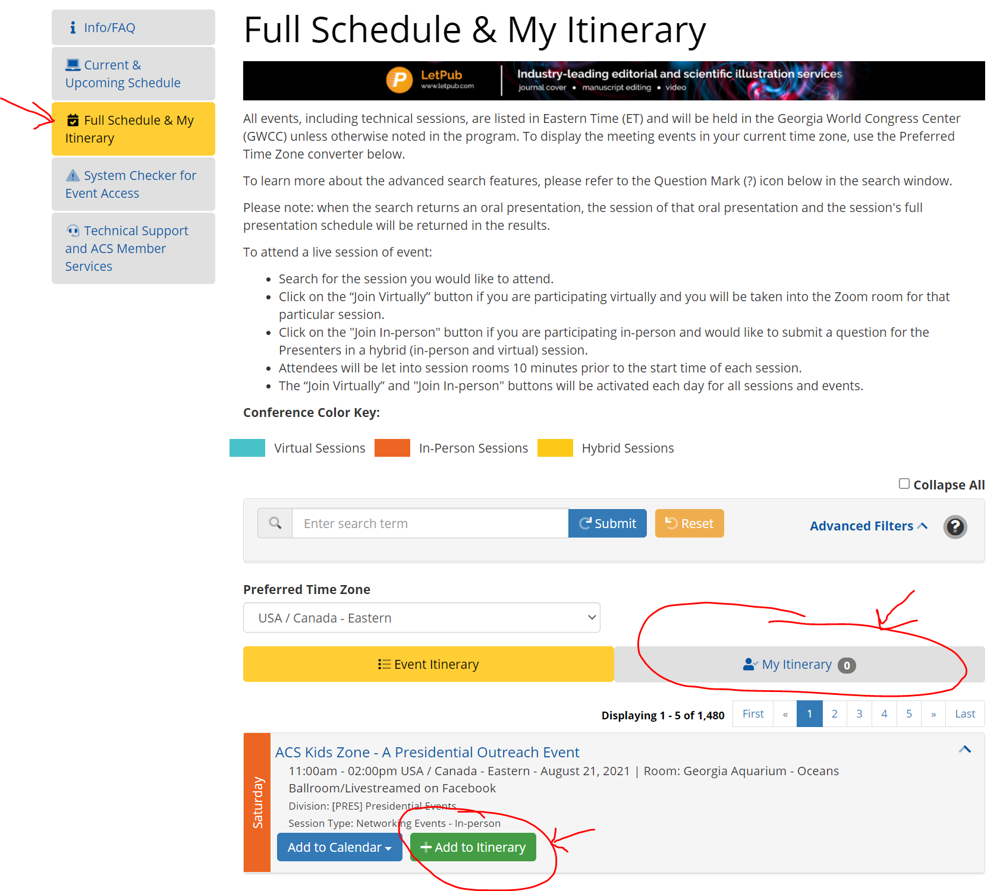 Info/FAQ
Current &
Upcoming Schedule
Full Schedule & My
Itinerary
System Checker for
Event Access
Technical Support
and ACS Member
Services
Full Schedule & My Itinerary
P LetPub
www.letpub.com
Industry-leading editorial and scientific illustration services
journal cover • manuscript editing • video
All events, including technical sessions, are listed in Eastern Time (ET) and will be held in the Georgia World Congress Center
(GWCC) unless otherwise noted in the program. To display the meeting events in your current time zone, use the Preferred
Time Zone converter below.
To learn more about the advanced search features, please refer to the Question Mark (?) icon below in the search window.
Please note: when the search returns an oral presentation, the session of that oral presentation and the session's full
presentation schedule will be returned in the results.
To attend a live session of event:
• Search for the session you would like to attend.
• Click on the “Join Virtually” button if you are participating virtually and you will be taken into the Zoom room for that
particular session.
• Click on the "Join In-person" button if you are participating in-person and would like to submit a question for the
Presenters in a hybrid (in-person and virtual) session.
• Attendees will be let into session rooms 10 minutes prior to the start time of each session.
• The “Join Virtually” and "Join In-person" buttons will be activated each day for all sessions and events.
Conference Color Key:
Virtual Sessions In-Person Sessions Hybrid Sessions
Collapse All
Enter search term Submit Reset Advanced Filters ?
Preferred Time Zone
USA / Canada - Eastern
Event Itinerary My Itinerary 0
Displaying 1 - 5 of 1,480 First « 1 2 3 4 5 » Last
Saturday
ACS Kids Zone - A Presidential Outreach Event
11:00am - 02:00pm USA / Canada - Eastern - August 21, 2021 | Room: Georgia Aquarium - Oceans
Ballroom/Livestreamed on Facebook
Division: [PRES] Presidential Events
Session Type: Networking Events - In-person
Add to Calendar + Add to Itinerary